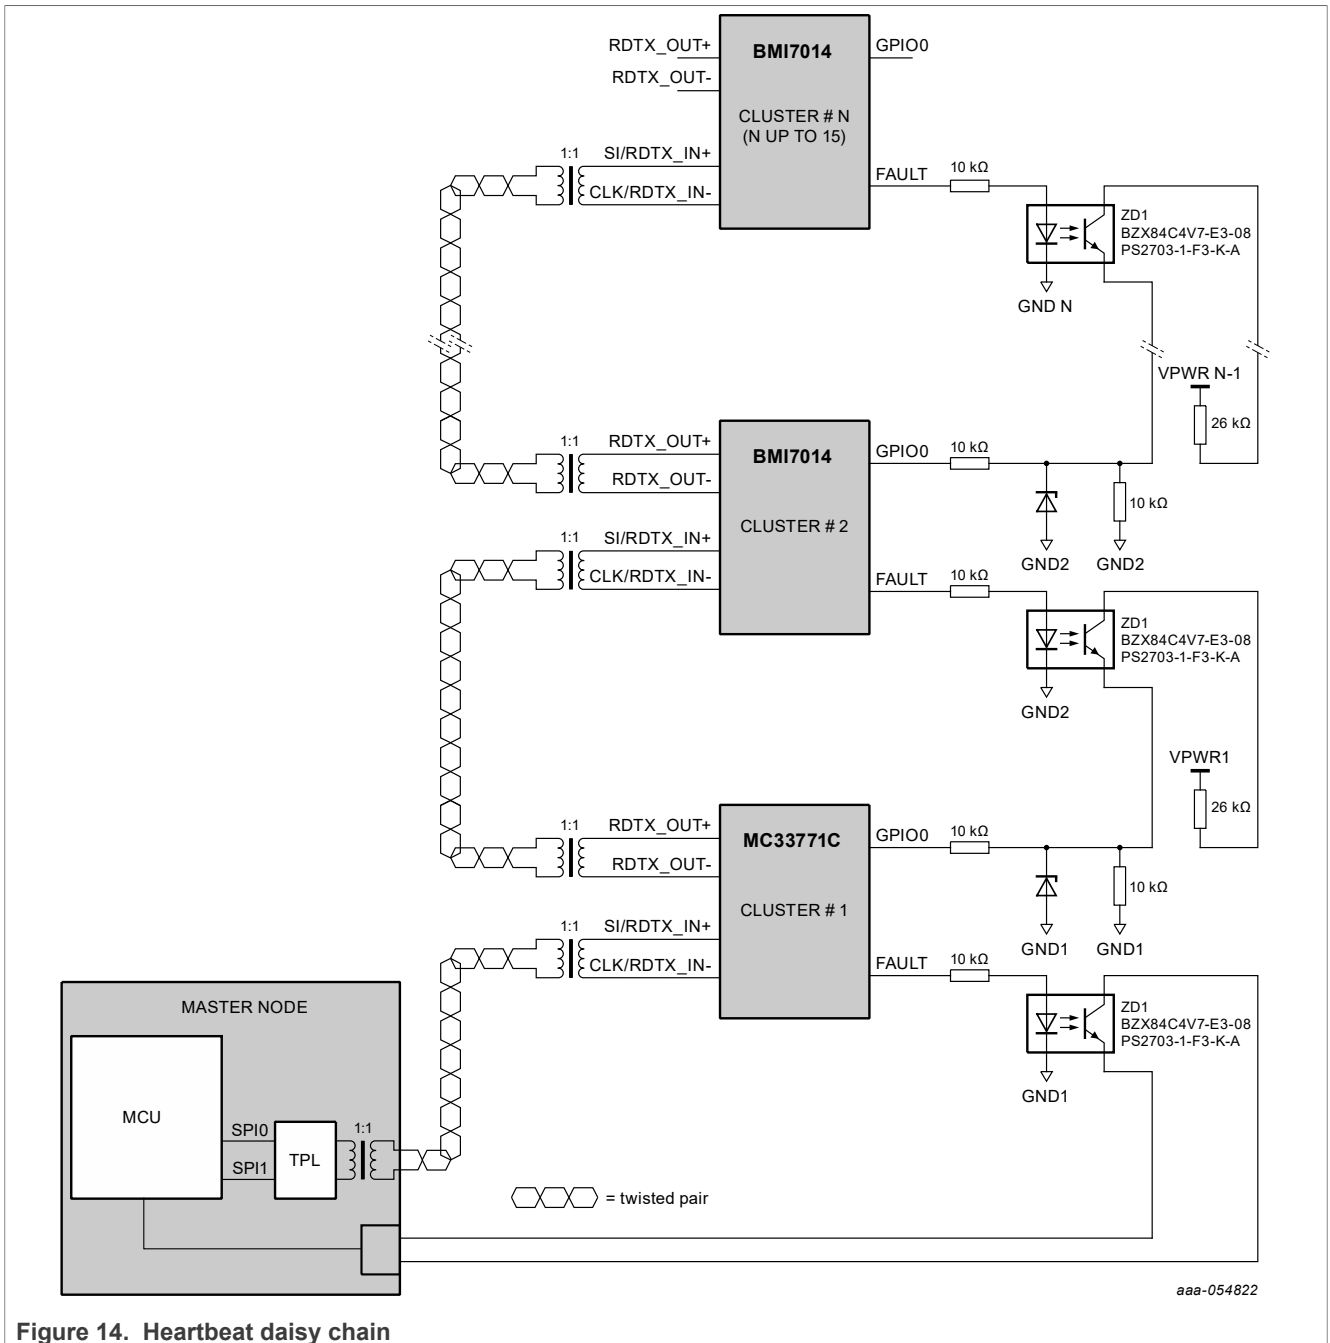 RDTX_OUT+
BMI7014
GPIO0
RDTX_OUT-
CLUSTER # N
(N UP TO 15)
1:1
SI/RDTX_IN+
CLK/RDTX_IN-
FAULT
10 kΩ
ZD1
BZX84C4V7-E3-08
PS2703-1-F3-K-A
GND N
VPWR N-1
26 kΩ
1:1
RDTX_OUT+
RDTX_OUT-
BMI7014
GPIO0
10 kΩ
10 kΩ
CLUSTER # 2
1:1
SI/RDTX_IN+
CLK/RDTX_IN-
GND2
GND2
FAULT
10 kΩ
ZD1
BZX84C4V7-E3-08
PS2703-1-F3-K-A
GND2
VPWR1
26 kΩ
1:1
RDTX_OUT+
RDTX_OUT-
MC33771C
GPIO0
10 kΩ
10 kΩ
CLUSTER # 1
1:1
SI/RDTX_IN+
CLK/RDTX_IN-
GND1
GND1
FAULT
10 kΩ
ZD1
BZX84C4V7-E3-08
PS2703-1-F3-K-A
GND1
MASTER NODE
MCU
SPI0
SPI1
TPL
1:1
= twisted pair
aaa-054822
Figure 14. Heartbeat daisy chain